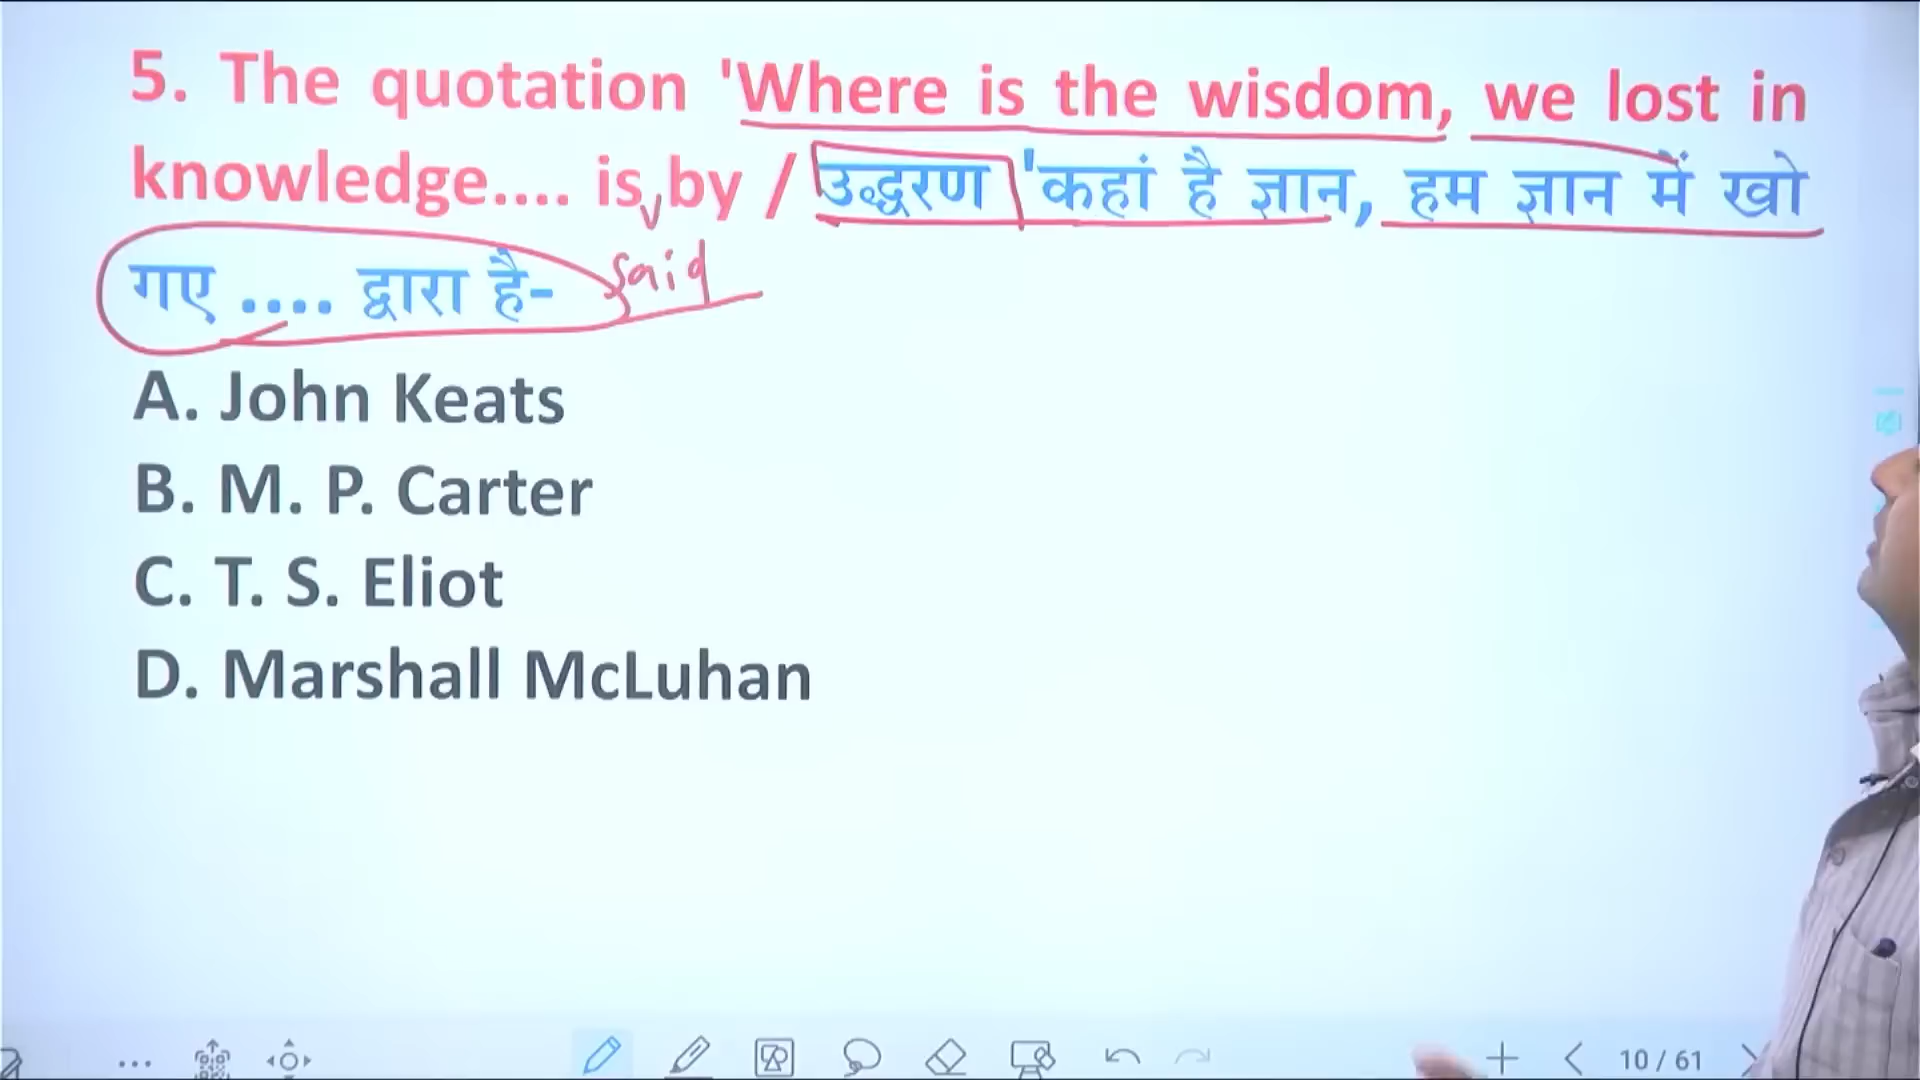 5. The quotation 'Where is the wisdom, we lost in
knowledge.... is by / उद्धरण 'कहां है ज्ञान, हम ज्ञान में खो
गए .... द्वारा है- said
A. John Keats
B. M. P. Carter
C. T. S. Eliot
D. Marshall McLuhan
10 / 61